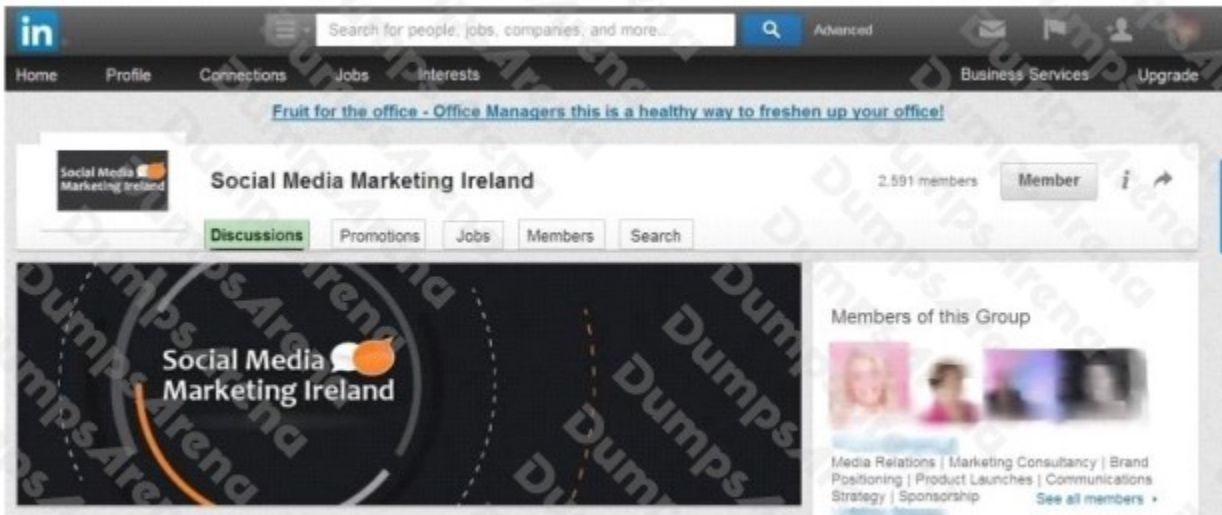 in
Search for people, jobs, companies, and more...
Advanced
Home Profile Connections Jobs Interests Business Services Upgrade
Fruit for the office - Office Managers this is a healthy way to freshen up your office!
Social Media
Marketing Ireland
Social Media Marketing Ireland
2,591 members
Member
i
Discussions Promotions Jobs Members Search
Social Media
Marketing Ireland
Members of this Group
Media Relations | Marketing Consultancy | Brand
Positioning | Product Launches | Communications
Strategy | Sponsorship
See all members
DumpsArena